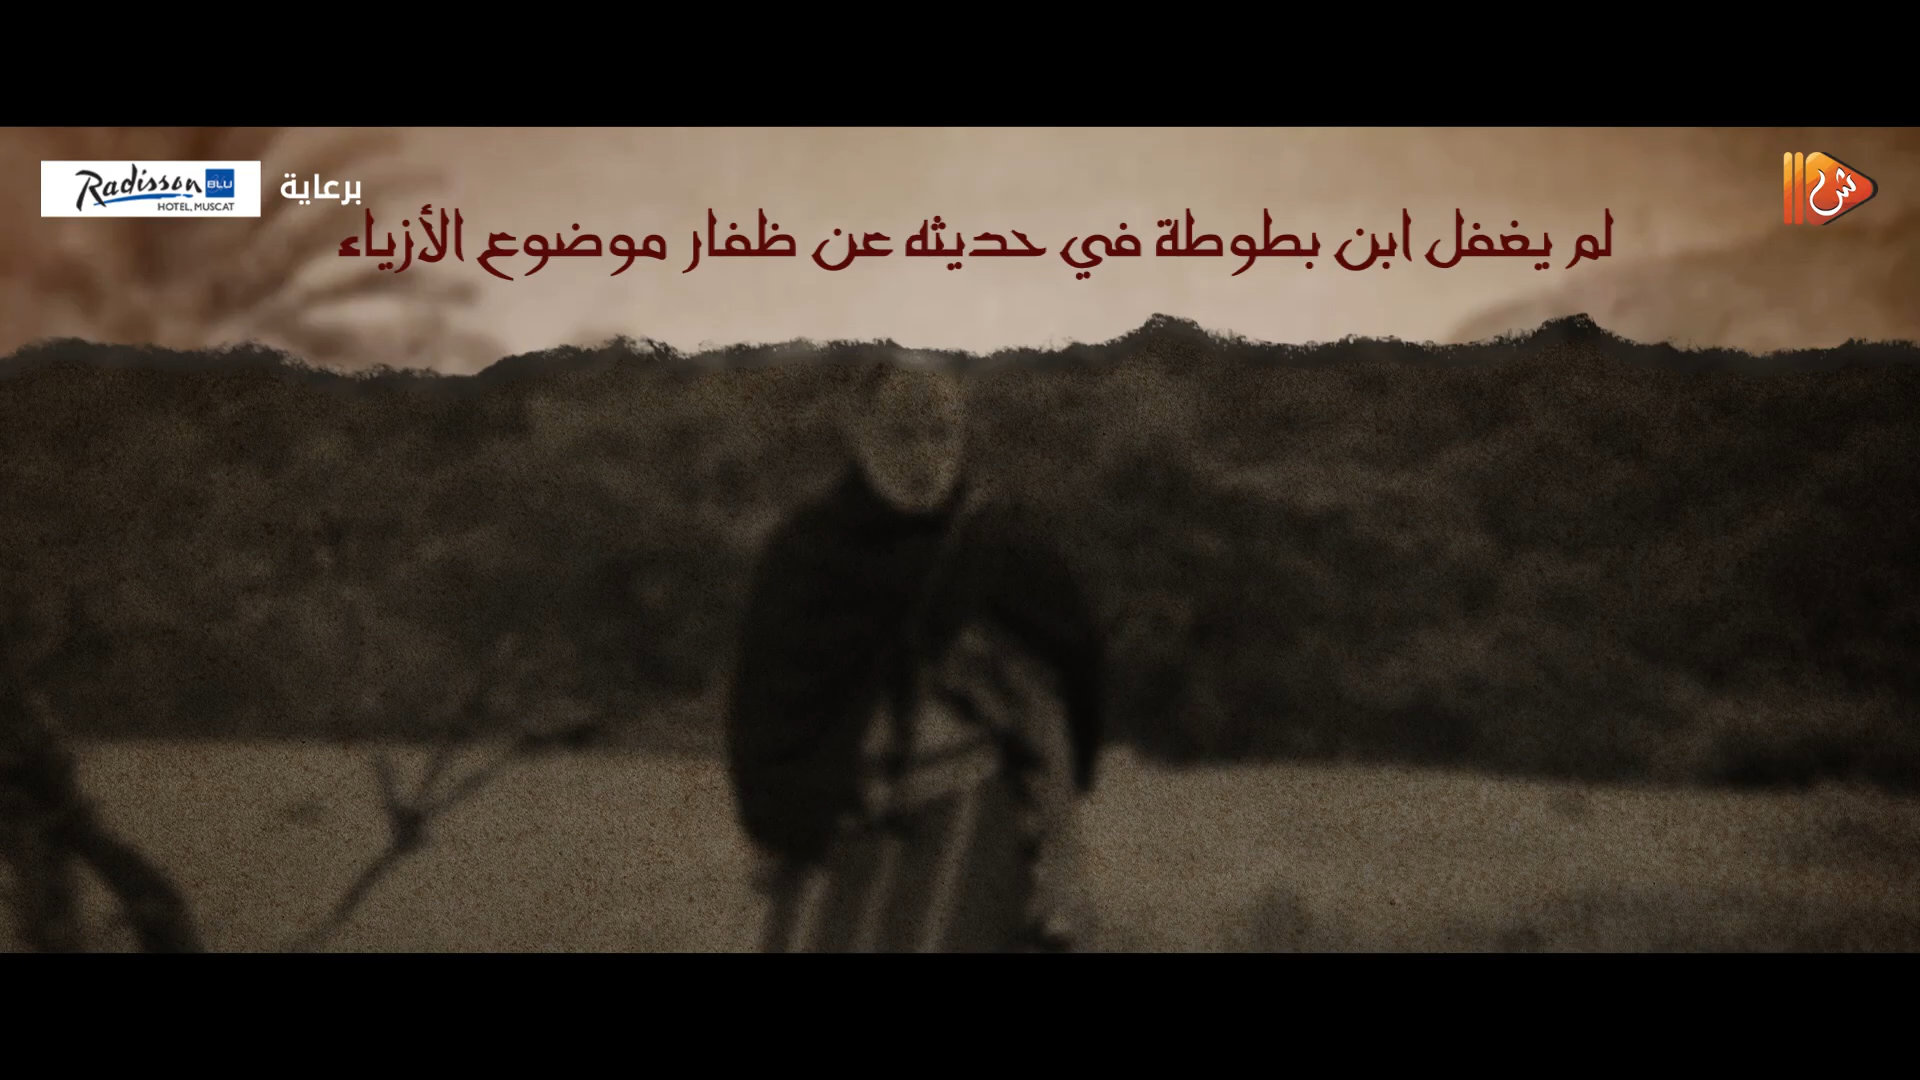 برعاية
Radisson BLU
HOTEL, MUSCAT
لم يغفل ابن بطوطة في حديثه عن ظفار موضوع الأزياء